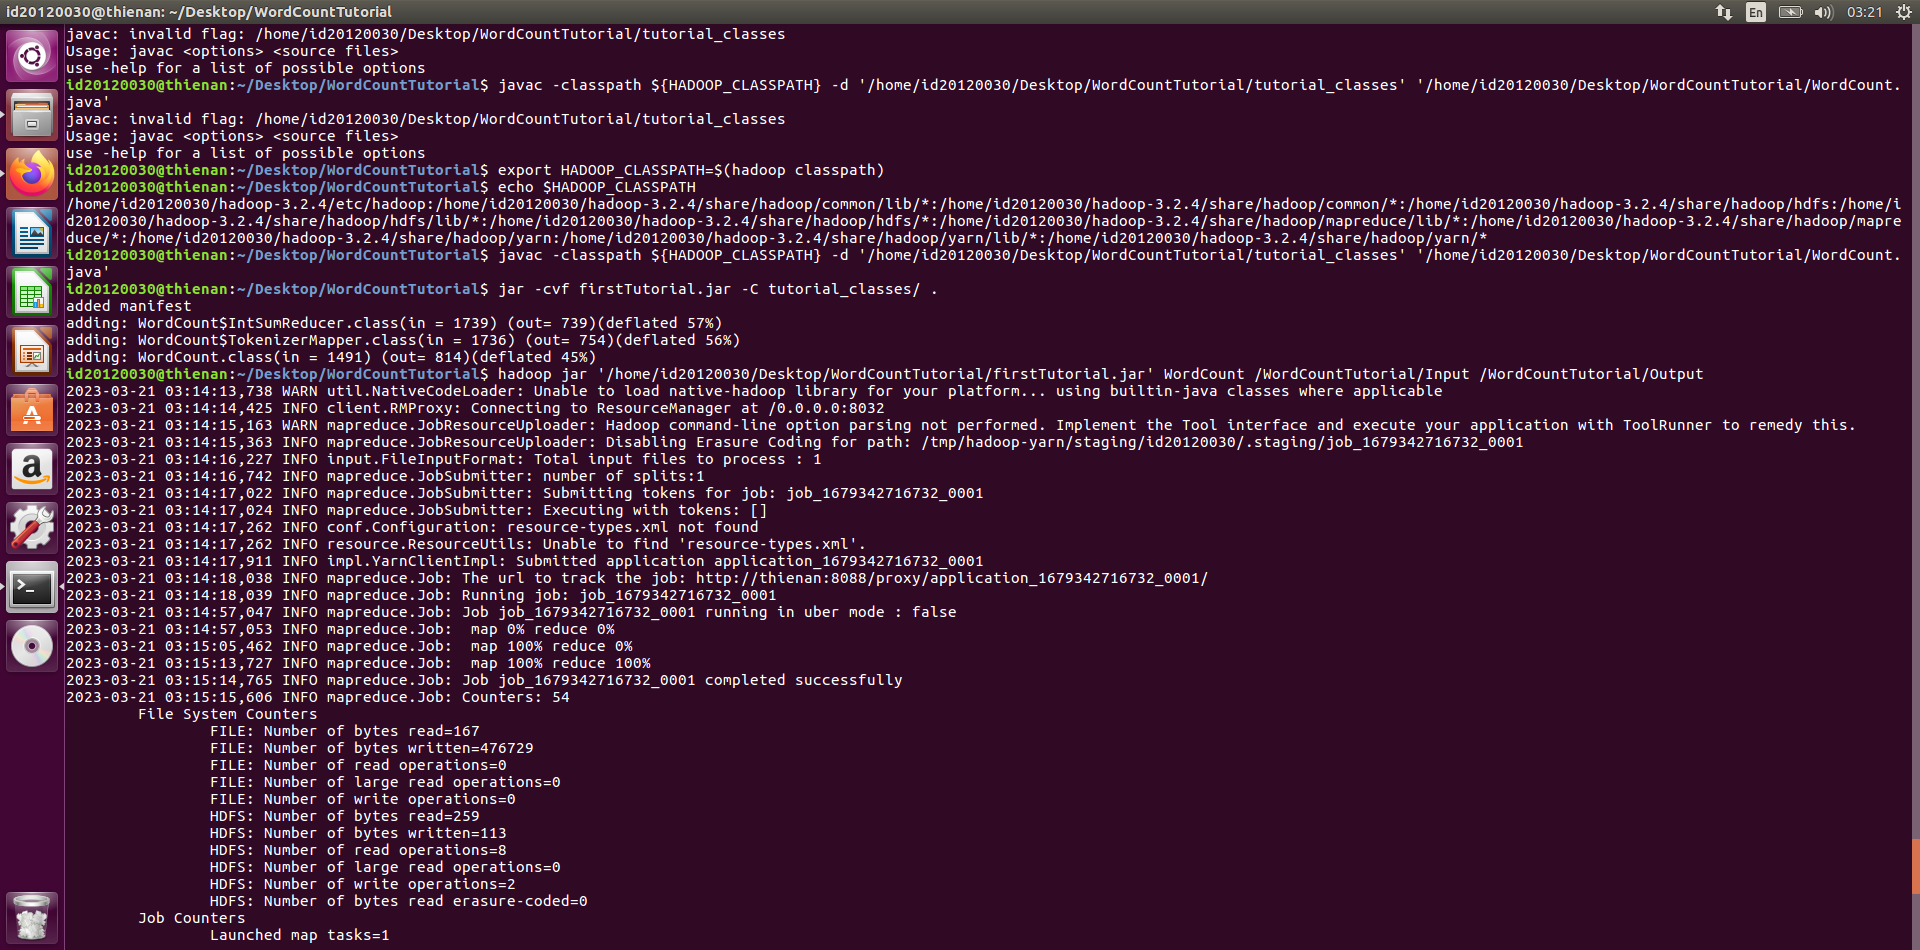 id20120030@thienan: ~/Desktop/WordCountTutorial
En
03:21
javac: invalid flag: /home/id20120030/Desktop/WordCountTutorial/tutorial_classes
Usage: javac <options> <source files>
use -help for a list of possible options
id20120030@thienan:~/Desktop/WordCountTutorial$ javac -classpath ${HADOOP_CLASSPATH} -d '/home/id20120030/Desktop/WordCountTutorial/tutorial_classes' '/home/id20120030/Desktop/WordCountTutorial/WordCount.
java'
javac: invalid flag: /home/id20120030/Desktop/WordCountTutorial/tutorial_classes
Usage: javac <options> <source files>
use -help for a list of possible options
id20120030@thienan:~/Desktop/WordCountTutorial$ export HADOOP_CLASSPATH=$(hadoop classpath)
id20120030@thienan:~/Desktop/WordCountTutorial$ echo $HADOOP_CLASSPATH
/home/id20120030/hadoop-3.2.4/etc/hadoop:/home/id20120030/hadoop-3.2.4/share/hadoop/common/lib/*:/home/id20120030/hadoop-3.2.4/share/hadoop/common/*:/home/id20120030/hadoop-3.2.4/share/hadoop/hdfs:/home/i
d20120030/hadoop-3.2.4/share/hadoop/hdfs/lib/*:/home/id20120030/hadoop-3.2.4/share/hadoop/hdfs/*:/home/id20120030/hadoop-3.2.4/share/hadoop/mapreduce/lib/*:/home/id20120030/hadoop-3.2.4/share/hadoop/mapre
duce/*:/home/id20120030/hadoop-3.2.4/share/hadoop/yarn:/home/id20120030/hadoop-3.2.4/share/hadoop/yarn/lib/*:/home/id20120030/hadoop-3.2.4/share/hadoop/yarn/*
id20120030@thienan:~/Desktop/WordCountTutorial$ javac -classpath ${HADOOP_CLASSPATH} -d '/home/id20120030/Desktop/WordCountTutorial/tutorial_classes' '/home/id20120030/Desktop/WordCountTutorial/WordCount.
java'
id20120030@thienan:~/Desktop/WordCountTutorial$ jar -cvf firstTutorial.jar -C tutorial_classes/ .
added manifest
adding: WordCount$IntSumReducer.class(in = 1739) (out= 739)(deflated 57%)
adding: WordCount$TokenizerMapper.class(in = 1736) (out= 754)(deflated 56%)
adding: WordCount.class(in = 1491) (out= 814)(deflated 45%)
id20120030@thienan:~/Desktop/WordCountTutorial$ hadoop jar '/home/id20120030/Desktop/WordCountTutorial/firstTutorial.jar' WordCount /WordCountTutorial/Input /WordCountTutorial/Output
2023-03-21 03:14:13,738 WARN util.NativeCodeLoader: Unable to load native-hadoop library for your platform... using builtin-java classes where applicable
2023-03-21 03:14:14,425 INFO client.RMProxy: Connecting to ResourceManager at /0.0.0.0:8032
2023-03-21 03:14:15,163 WARN mapreduce.JobResourceUploader: Hadoop command-line option parsing not performed. Implement the Tool interface and execute your application with ToolRunner to remedy this.
2023-03-21 03:14:15,363 INFO mapreduce.JobResourceUploader: Disabling Erasure Coding for path: /tmp/hadoop-yarn/staging/id20120030/.staging/job_1679342716732_0001
2023-03-21 03:14:16,227 INFO input.FileInputFormat: Total input files to process : 1
2023-03-21 03:14:16,742 INFO mapreduce.JobSubmitter: number of splits:1
2023-03-21 03:14:17,022 INFO mapreduce.JobSubmitter: Submitting tokens for job: job_1679342716732_0001
2023-03-21 03:14:17,024 INFO mapreduce.JobSubmitter: Executing with tokens: []
2023-03-21 03:14:17,262 INFO conf.Configuration: resource-types.xml not found
2023-03-21 03:14:17,262 INFO resource.ResourceUtils: Unable to find 'resource-types.xml'.
2023-03-21 03:14:17,911 INFO impl.YarnClientImpl: Submitted application application_1679342716732_0001
2023-03-21 03:14:18,038 INFO mapreduce.Job: The url to track the job: http://thienan:8088/proxy/application_1679342716732_0001/
2023-03-21 03:14:18,039 INFO mapreduce.Job: Running job: job_1679342716732_0001
2023-03-21 03:14:57,047 INFO mapreduce.Job: Job job_1679342716732_0001 running in uber mode : false
2023-03-21 03:14:57,053 INFO mapreduce.Job:  map 0% reduce 0%
2023-03-21 03:15:05,462 INFO mapreduce.Job:  map 100% reduce 0%
2023-03-21 03:15:13,727 INFO mapreduce.Job:  map 100% reduce 100%
2023-03-21 03:15:14,765 INFO mapreduce.Job: Job job_1679342716732_0001 completed successfully
2023-03-21 03:15:15,606 INFO mapreduce.Job: Counters: 54
File System Counters
FILE: Number of bytes read=167
FILE: Number of bytes written=476729
FILE: Number of read operations=0
FILE: Number of large read operations=0
FILE: Number of write operations=0
HDFS: Number of bytes read=259
HDFS: Number of bytes written=113
HDFS: Number of read operations=8
HDFS: Number of large read operations=0
HDFS: Number of write operations=2
HDFS: Number of bytes read erasure-coded=0
Job Counters
Launched map tasks=1